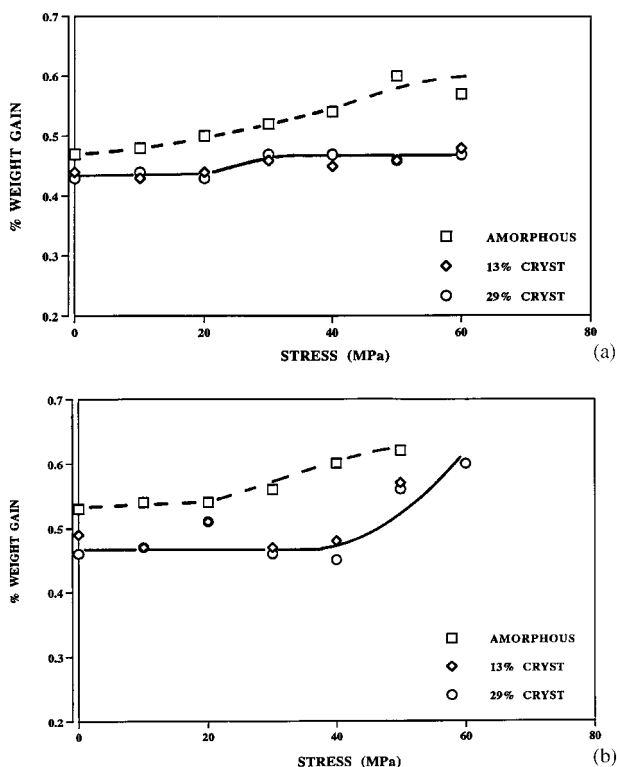 0.7
0.6
0.5
0.4
0.3
0.2
% WEIGHT GAIN
AMORPHOUS
13% CRYST
29% CRYST
0 20 40 60 80
STRESS (MPa)
(a)
0.7
0.6
0.5
0.4
0.3
0.2
% WEIGHT GAIN
AMORPHOUS
13% CRYST
29% CRYST
0 20 40 60 80
STRESS (MPa)
(b)